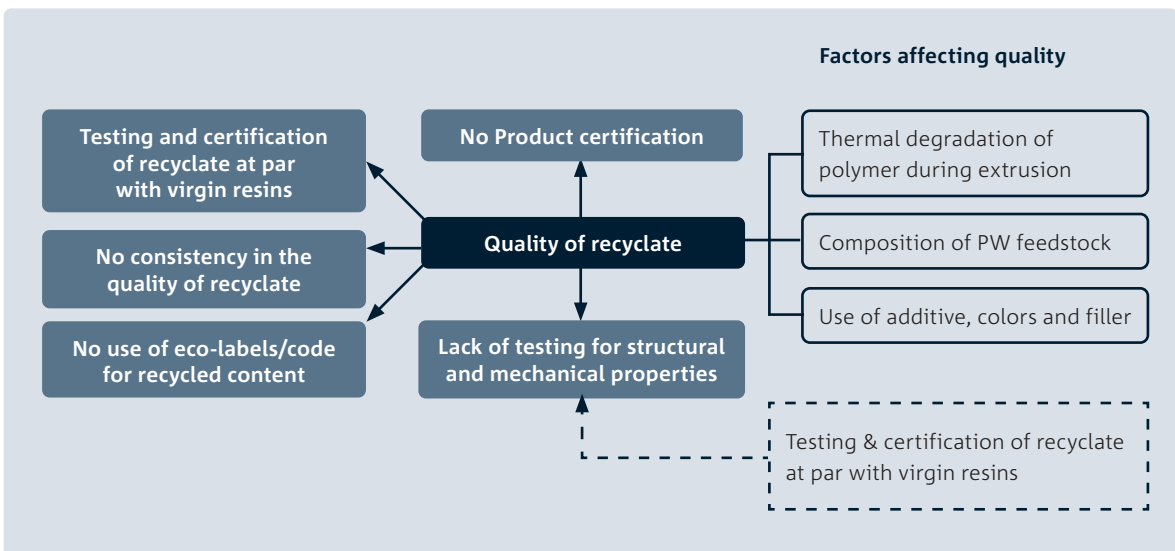 Factors affecting quality
Testing and certification
of recyclate at par
with virgin resins
No consistency in the
quality of recyclate
No use of eco-labels/code
for recycled content
No Product certification
Quality of recyclate
Lack of testing for structural
and mechanical properties
Thermal degradation of
polymer during extrusion
Composition of PW feedstock
Use of additive, colors and filler
Testing & certification of recyclate
at par with virgin resins